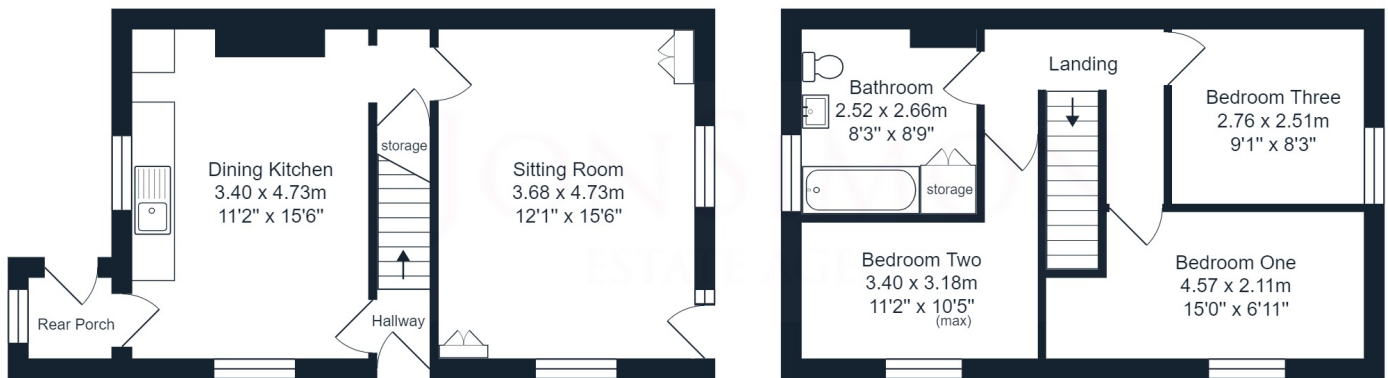 Dining Kitchen
3.40 x 4.73m
11'2" x 15'6"
storage
Sitting Room
3.68 x 4.73m
12'1" x 15'6"
Rear Porch
Hallway
Bathroom
2.52 x 2.66m
8'3" x 8'9"
storage
Landing
Bedroom Three
2.76 x 2.51m
9'1" x 8'3"
Bedroom Two
3.40 x 3.18m
11'2" x 10'5"
(max)
Bedroom One
4.57 x 2.11m
15'0" x 6'11"